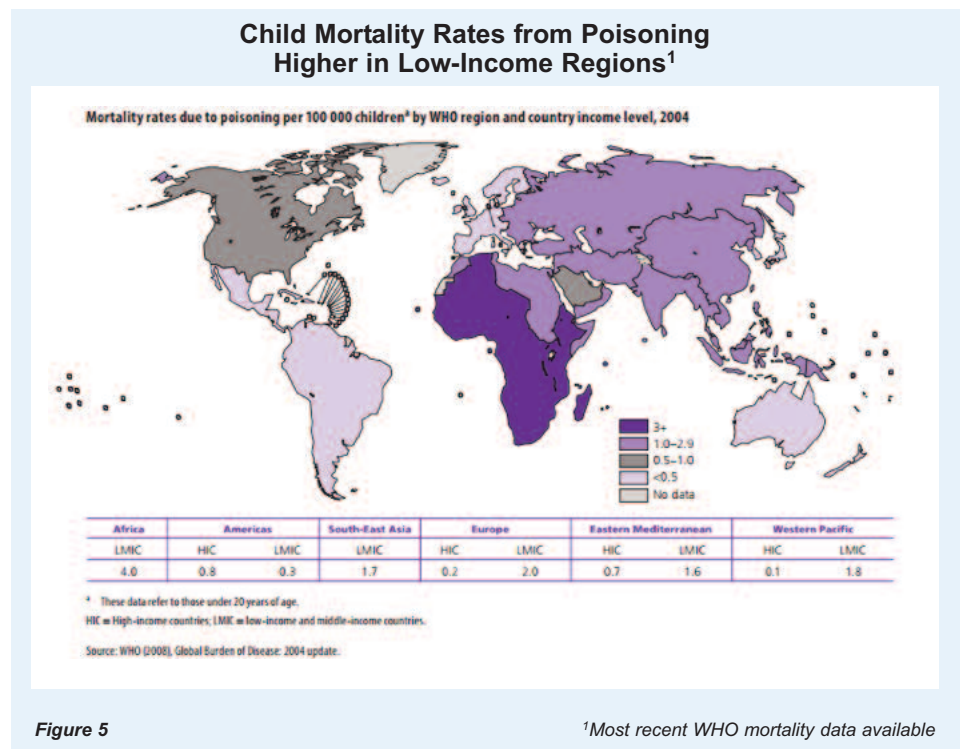 Child Mortality Rates from Poisoning
Higher in Low-Income Regions1
Mortality rates due to poisoning per 100 000 childrena by WHO region and country income level, 2004
3+
1.0–2.9
0.5–1.0
<0.5
No data
Africa Americas South-East Asia Europe Eastern Mediterranean Western Pacific
LMIC HIC LMIC LMIC HIC LMIC HIC LMIC HIC LMIC
4.0 0.8 0.3 1.7 0.2 2.0 0.7 1.6 0.1 1.8
a These data refer to those under 20 years of age.
HIC = High-income countries; LMIC = low-income and middle-income countries.
Source: WHO (2008), Global Burden of Disease: 2004 update.
Figure 5 1Most recent WHO mortality data available